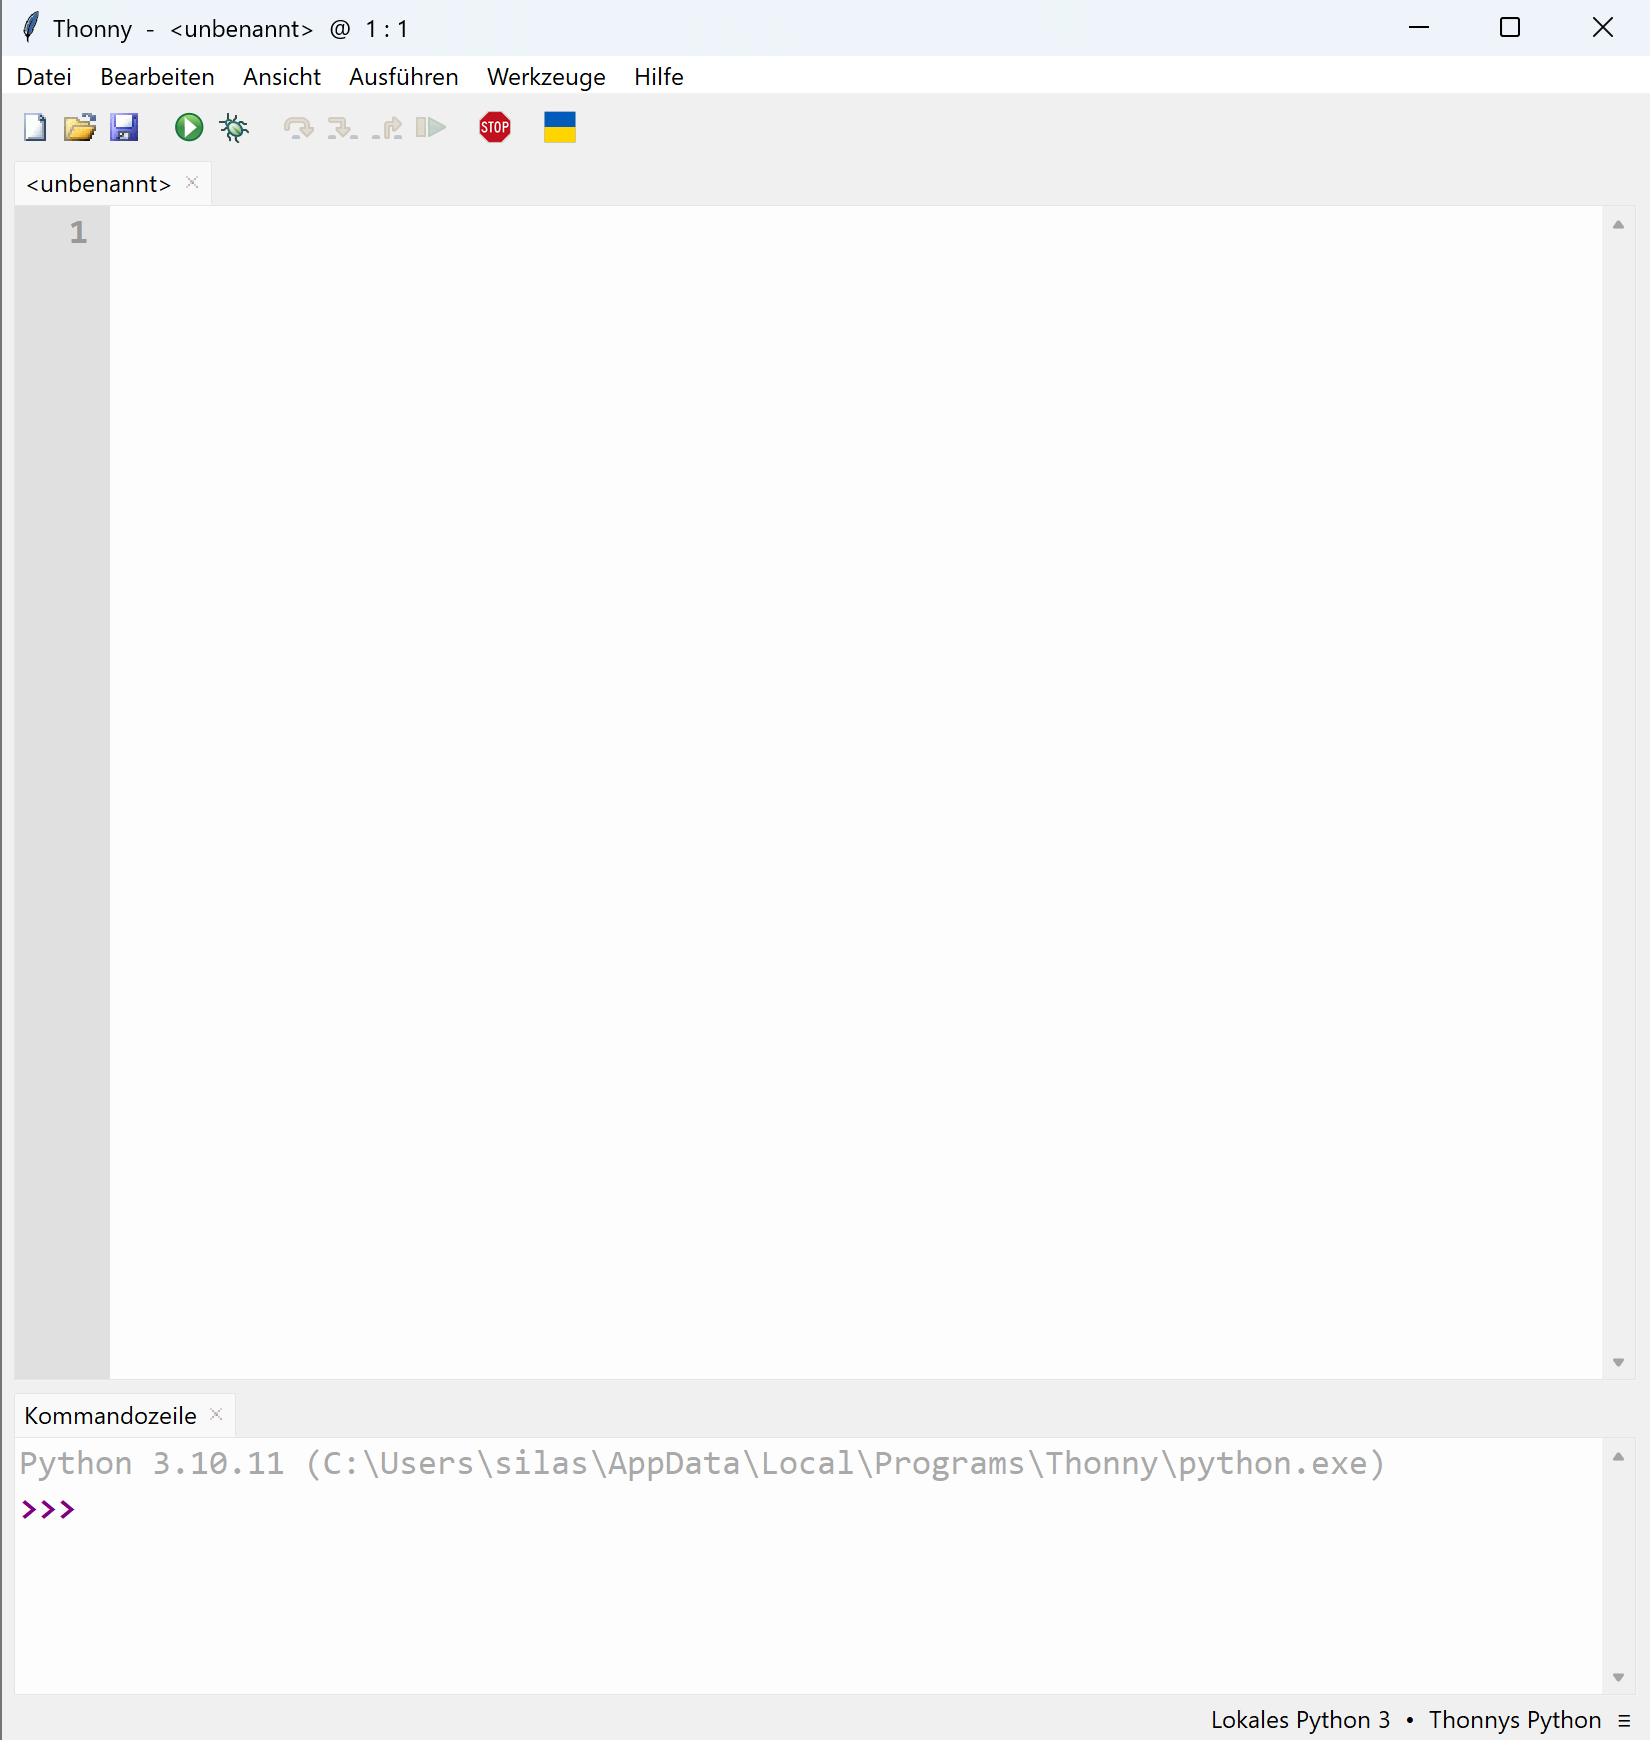 Thonny - <unbenannt> @ 1 : 1
Datei Bearbeiten Ansicht Ausführen Werkzeuge Hilfe
STOP
<unbenannt>
1
Kommandozeile
Python 3.10.11 (C:\Users\silas\AppData\Local\Programs\Thonny\python.exe)
>>>
Lokales Python 3 • Thonnys Python ≡